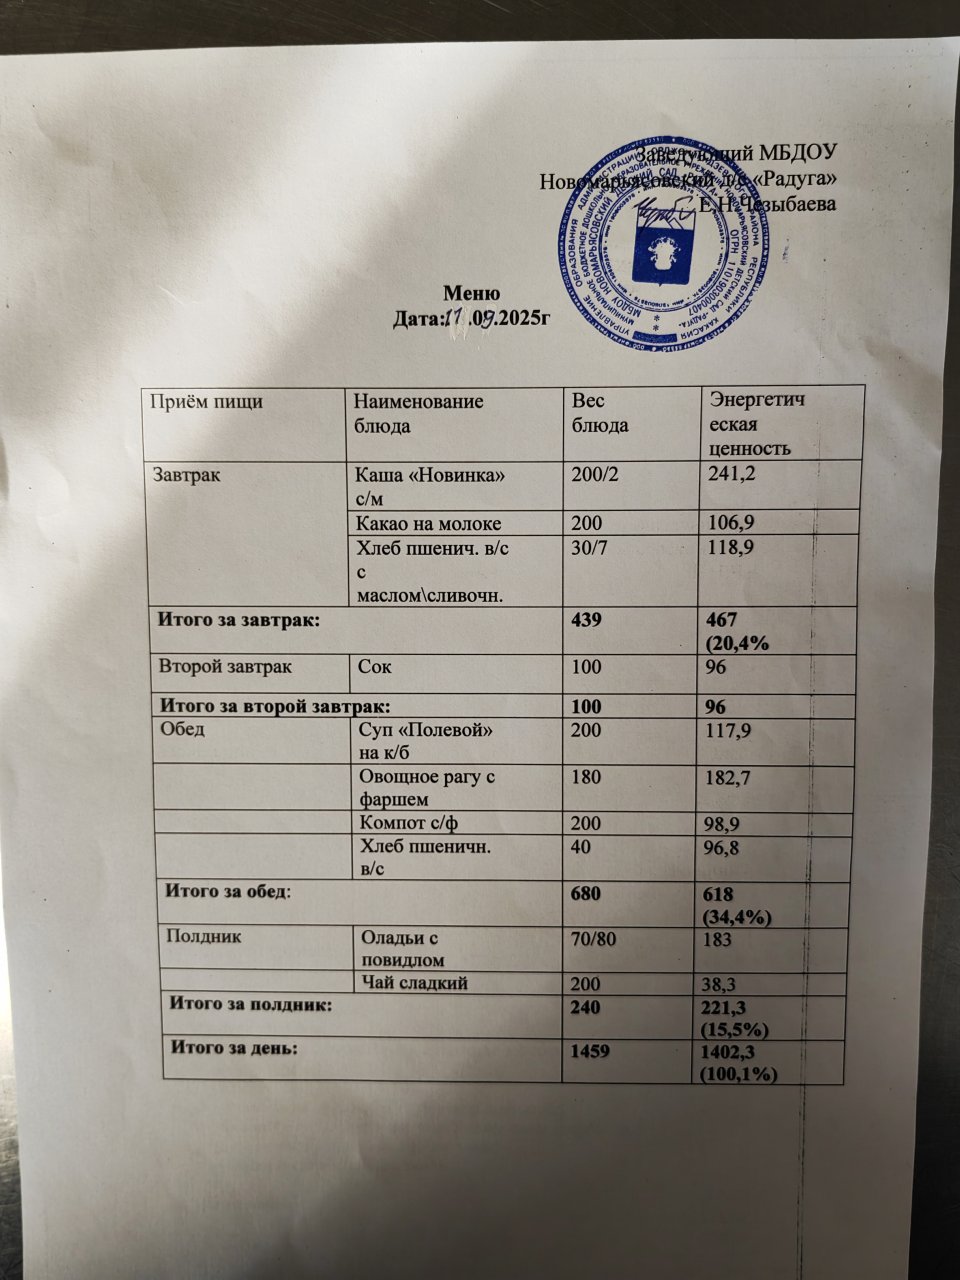 Заведующий МБДОУ
Новомарьясовский д/с «Радуга»
Е.Н.Чезыбаева
Меню
Дата: 11.09.2025г
Приём пищи Наименование блюда Вес блюда Энергетич еская ценность
Завтрак Каша «Новинка» с/м 200/2 241,2
Какао на молоке 200 106,9
Хлеб пшенич. в/с с маслом\сливочн. 30/7 118,9
Итого за завтрак: 439 467 (20,4%
Второй завтрак Сок 100 96
Итого за второй завтрак: 100 96
Обед Суп «Полевой» на к/б 200 117,9
Овощное рагу с фаршем 180 182,7
Компот с/ф 200 98,9
Хлеб пшеничн. в/с 40 96,8
Итого за обед: 680 618 (34,4%)
Полдник Оладьи с повидлом 70/80 183
Чай сладкий 200 38,3
Итого за полдник: 240 221,3 (15,5%)
Итого за день: 1459 1402,3 (100,1%)